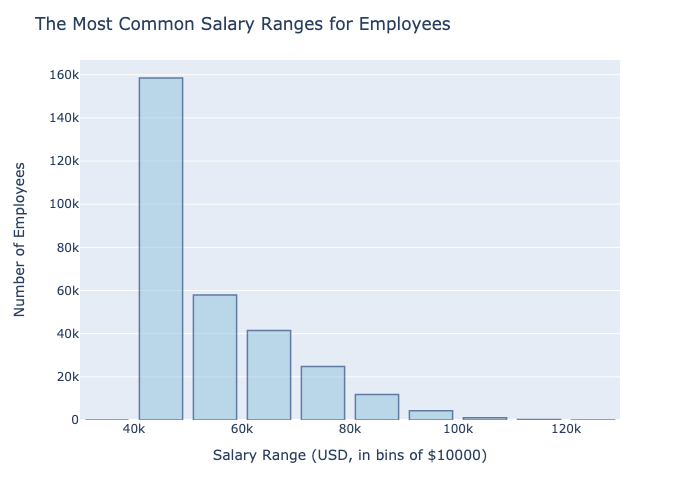 The Most Common Salary Ranges for Employees
160k
140k
120k
100k
80k
60k
40k
20k
0
Number of Employees
40k
60k
80k
100k
120k
Salary Range (USD, in bins of $10000)